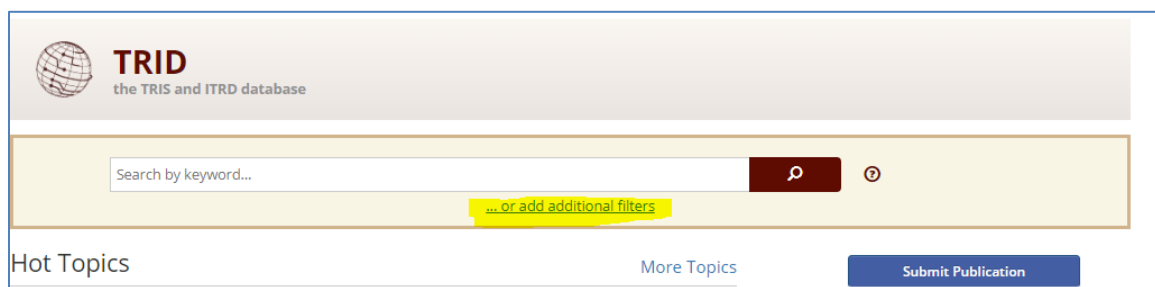 TRID
the TRIS and ITRD database
Search by keyword...
... or add additional filters
Hot Topics
More Topics
Submit Publication